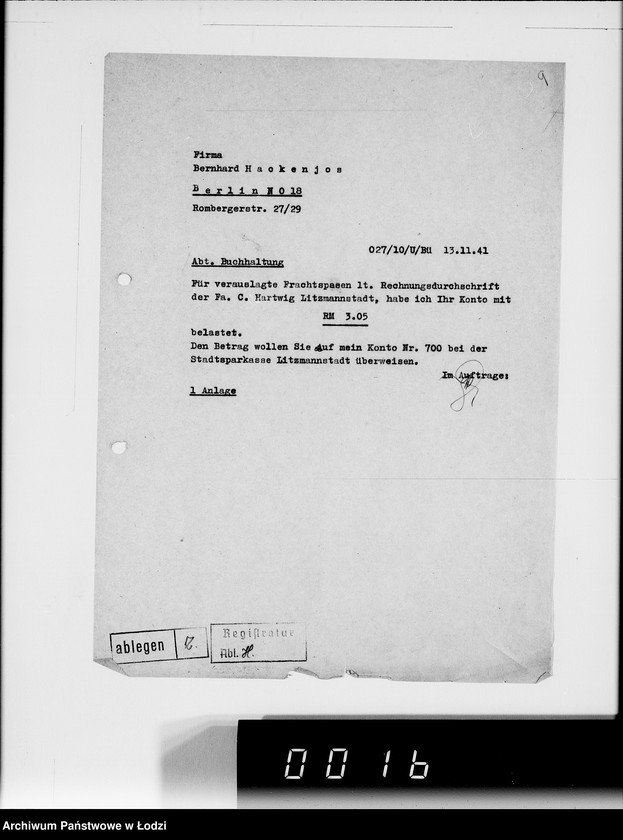 9
Firma
Bernhard H a c k e n j o s
B e r l i n N O 18
Rombergerstr. 27/29
027/10/U/BU 13.11.41
Abt. Buchhaltung
Für verauslagte Frachtspesen lt. Rechnungsdurchschrift
der Fa. C. Hartwig Litzmannstadt, habe ich Ihr Konto mit
RM 3.05
belastet.
Den Betrag wollen Sie auf mein Konto Nr. 700 bei der
Stadtsparkasse Litzmannstadt überweisen.
Im Auftrage:
1 Anlage
ablegen
Registratur
Abl. H.
0016
Archiwum Państwowe w Łodzi